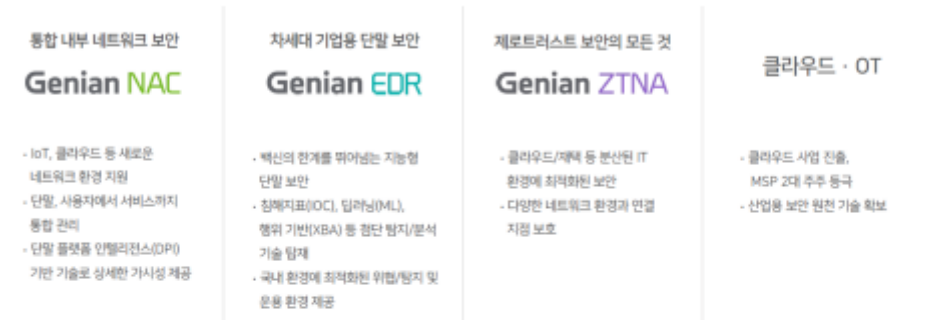 통합 내부 네트워크 보안
Genian NAC
- IoT, 클라우드 등 새로운
네트워크 환경 지원
- 단말, 사용자에서 서비스까지
통합 관리
- 단말 플랫폼 인텔리전스(DPI)
기반 기술로 상세한 가시성 제공
차세대 기업용 단말 보안
Genian EDR
- 백신의 한계를 뛰어넘는 지능형
단말 보안
- 침해지표(IOC), 딥러닝(ML),
행위 기반(XBA) 등 첨단 탐지/분석
기술 탑재
- 국내 환경에 최적화된 위협/탐지 및
운용 환경 제공
제로트러스트 보안의 모든 것
Genian ZTNA
- 클라우드/재택 등 분산된 IT
환경에 최적화된 보안
- 다양한 네트워크 환경과 연결
지점 보호
클라우드 · OT
- 클라우드 사업 진출,
MSP 2대 주주 등극
- 산업용 보안 원천 기술 확보